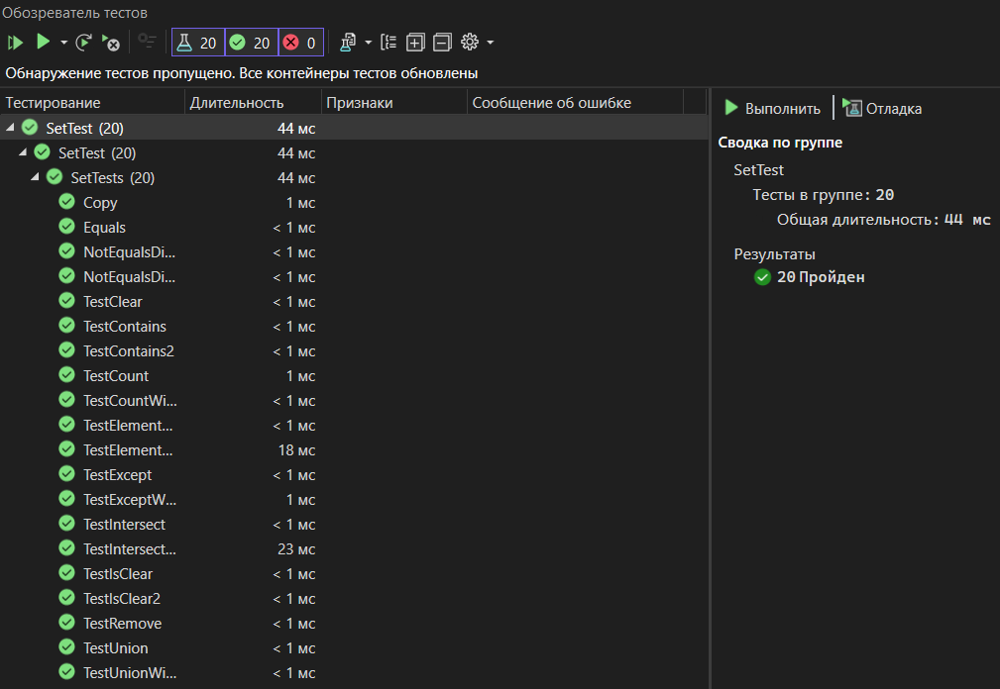 Обозреватель тестов
20 20 0
Обнаружение тестов пропущено. Все контейнеры тестов обновлены
Тестирование Длительность Признаки Сообщение об ошибке
SetTest (20) 44 мс
SetTest (20) 44 мс
SetTests (20) 44 мс
Copy 1 мс
Equals < 1 мс
NotEqualsDi... < 1 мс
NotEqualsDi... < 1 мс
TestClear < 1 мс
TestContains < 1 мс
TestContains2 < 1 мс
TestCount 1 мс
TestCountWi... < 1 мс
TestElement... < 1 мс
TestElement... 18 мс
TestExcept < 1 мс
TestExceptW... 1 мс
TestIntersect < 1 мс
TestIntersect... 23 мс
TestIsClear < 1 мс
TestIsClear2 < 1 мс
TestRemove < 1 мс
TestUnion < 1 мс
TestUnionWi... < 1 мс
Выполнить Отладка
Сводка по группе
SetTest
Тесты в группе: 20
Общая длительность: 44 мс
Результаты
20 Пройден